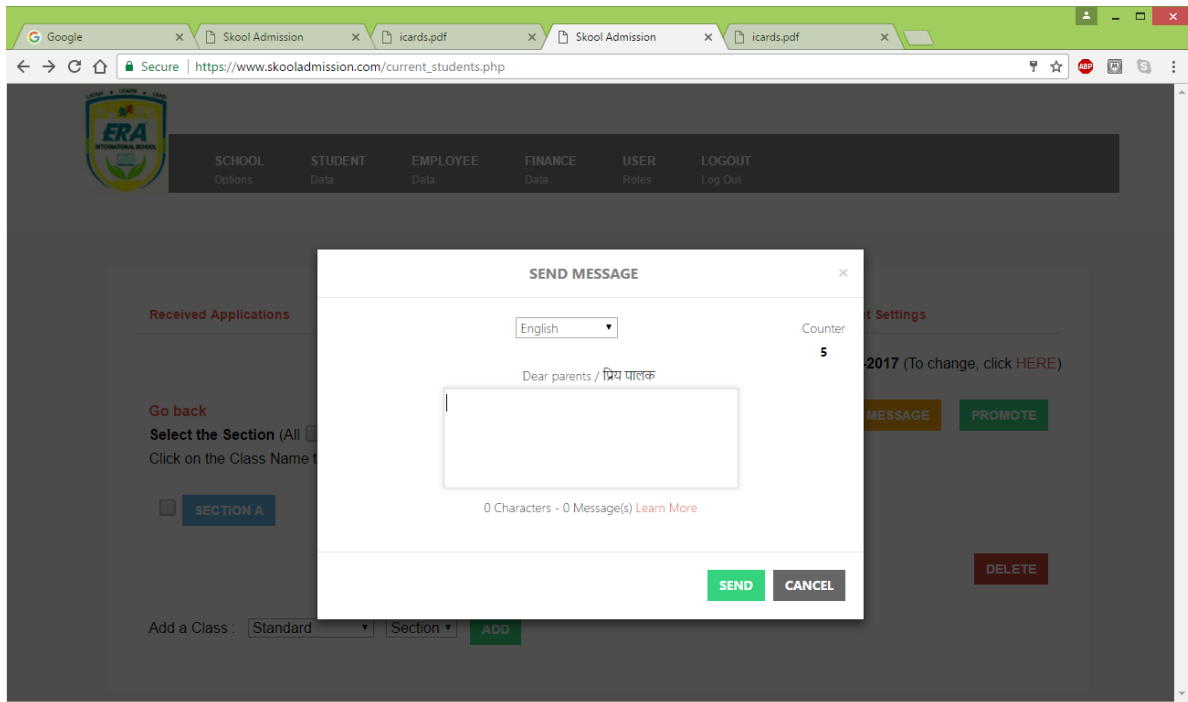 Google
Skool Admission
icards.pdf
Skool Admission
icards.pdf
Secure | https://www.skooladmission.com/current_students.php
ABP
LEARN
ERA
INTERNATIONAL SCHOOL
SCHOOL STUDENT EMPLOYEE FINANCE USER LOGOUT
Options Data Data Data Roles Log Out
SEND MESSAGE ×
Received Applications
t Settings
English
Counter
5
-2017 (To change, click HERE)
Dear parents / प्रिय पालक
Go back
MESSAGE PROMOTE
Select the Section (All
Click on the Class Name t
SECTION A
0 Characters - 0 Message(s) Learn More
DELETE
SEND CANCEL
Add a Class : Standard Section ADD